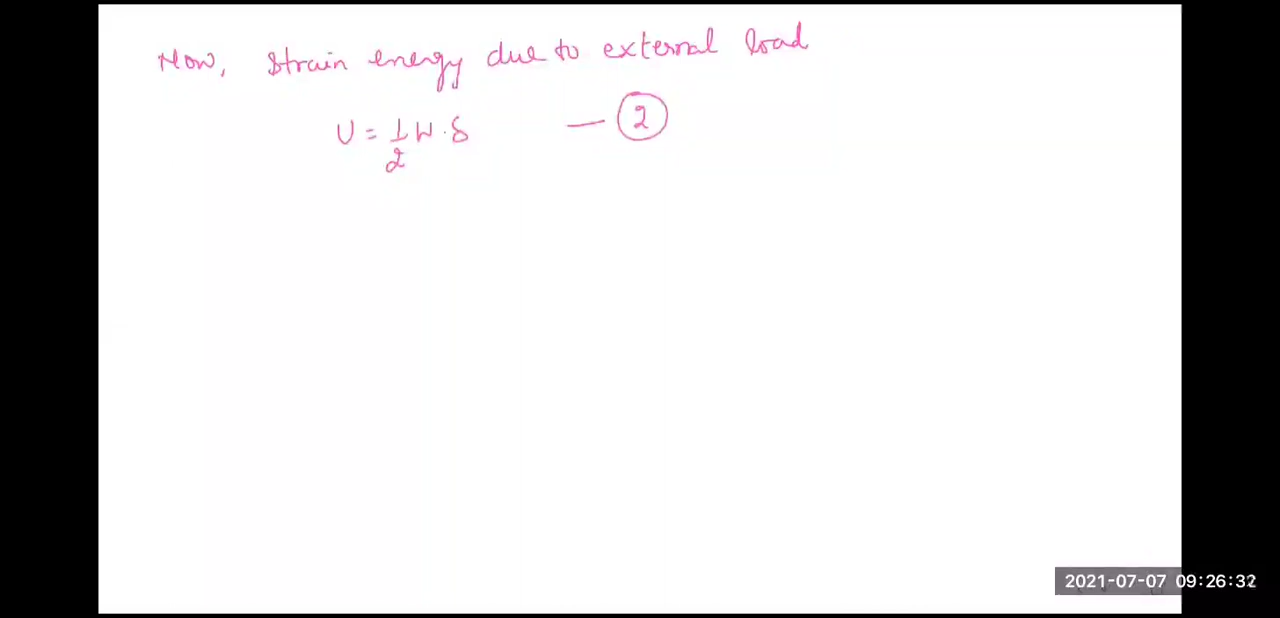 Now, Strain energy due to external load
U = 1/2 W · δ — 2
2021-07-07 09:26:32